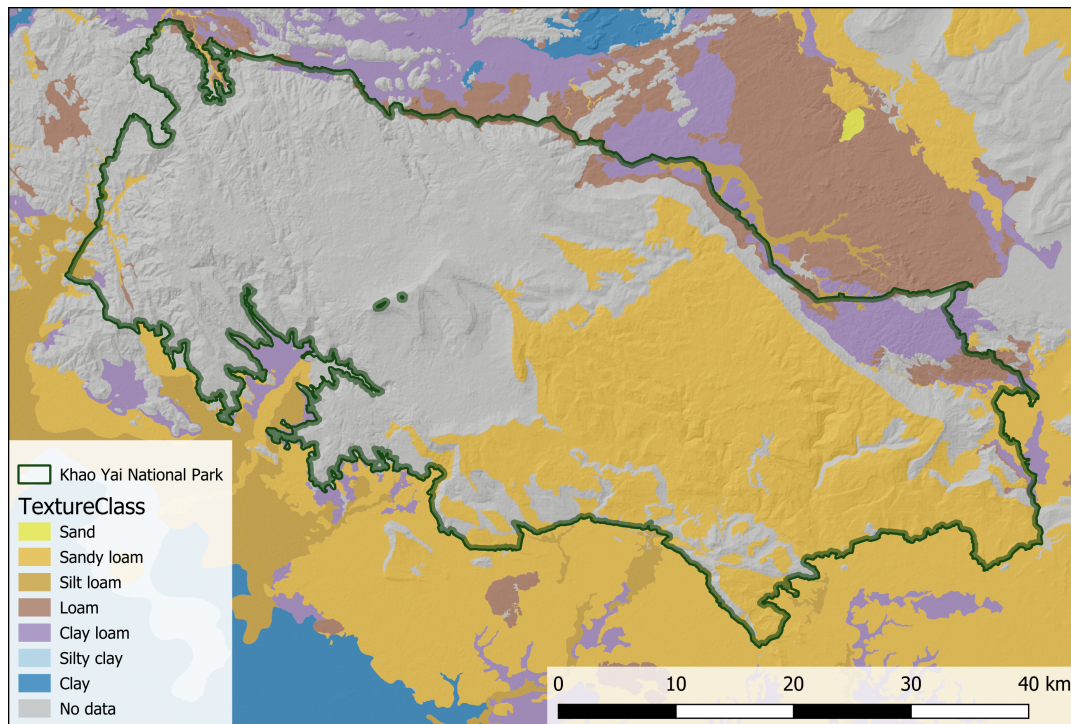 Khao Yai National Park
TextureClass
Sand
Sandy loam
Silt loam
Loam
Clay loam
Silty clay
Clay
No data
0 10 20 30 40 km